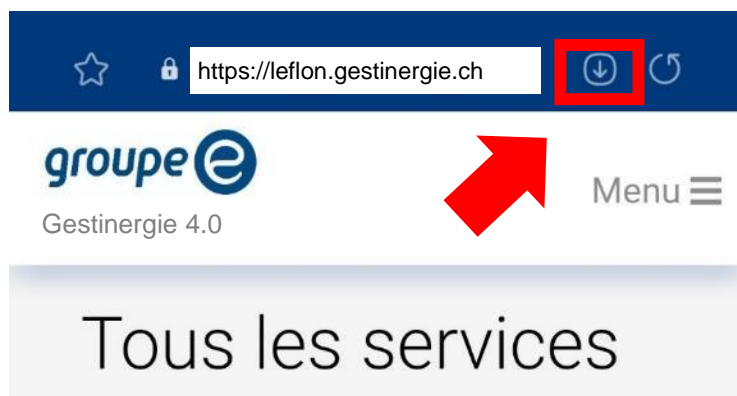 https://leflon.gestinergie.ch
groupe e
Menu
Gestinergie 4.0
Tous les services